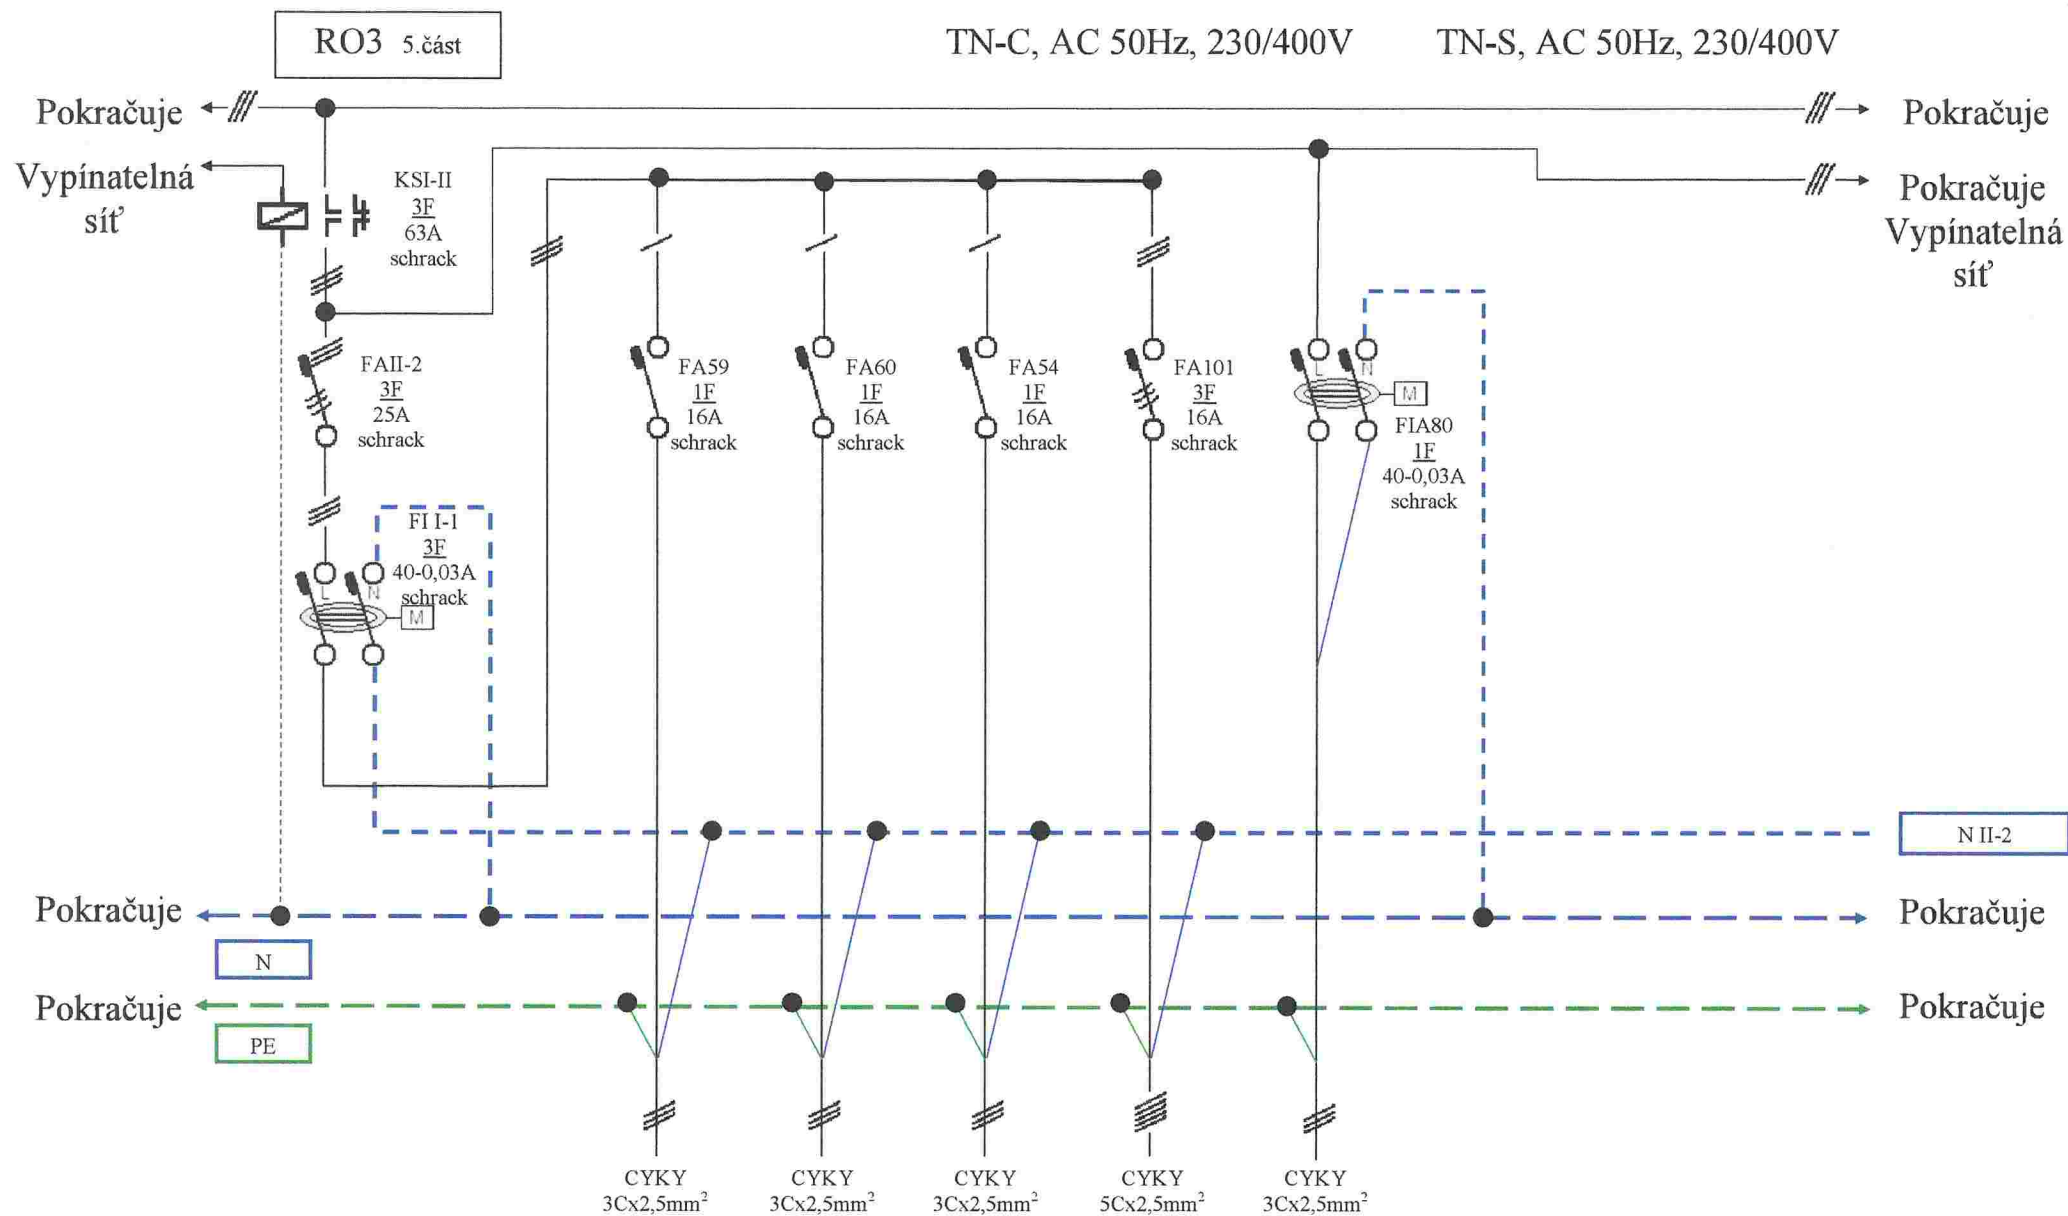 RO3 5.část
TN-C, AC 50Hz, 230/400V
TN-S, AC 50Hz, 230/400V
Pokračuje
Pokračuje
Vypínatelná
síť
KSI-II
3F
63A
schrack
Pokračuje
Vypínatelná
síť
FAII-2
3F
25A
schrack
FA59
1F
16A
schrack
FA60
1F
16A
schrack
FA54
1F
16A
schrack
FA101
3F
16A
schrack
L N
M
FIA80
1F
40-0,03A
schrack
FI I-1
3F
40-0,03A
schrack
L N
M
N II-2
Pokračuje
Pokračuje
N
Pokračuje
Pokračuje
PE
CYKY
3Cx2,5mm²
CYKY
3Cx2,5mm²
CYKY
3Cx2,5mm²
CYKY
5Cx2,5mm²
CYKY
3Cx2,5mm²